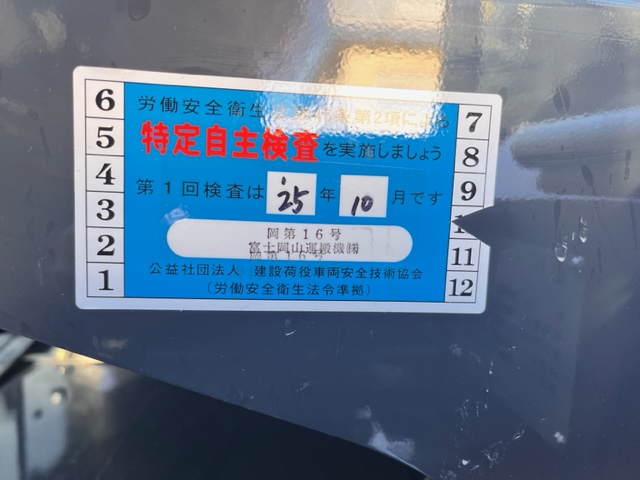 労働安全衛生 第2項による
特定自主検査を実施しましょう
第1回検査は '25 年 10 月です
岡第16号
富士岡山運搬機㈱
公益社団法人 建設荷役車両安全技術協会
(労働安全衛生法令準拠)
6
5
4
3
2
1
7
8
9
11
12